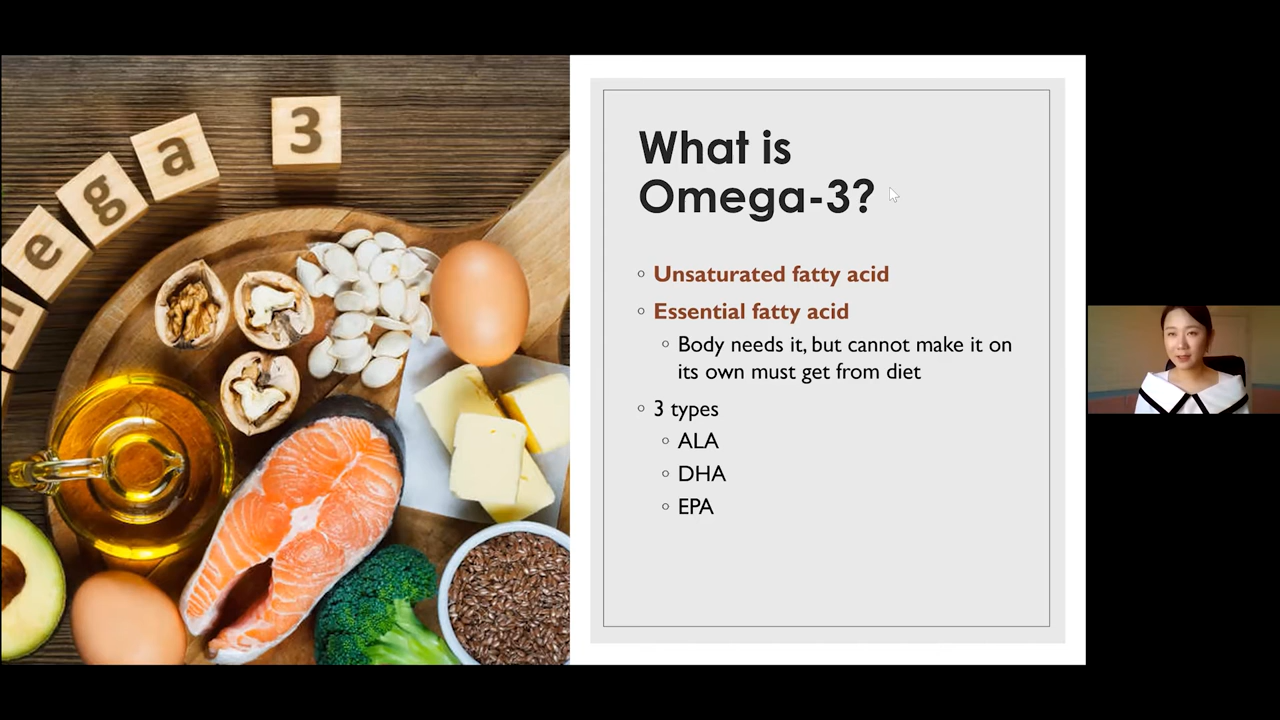 ega 3
What is
Omega-3?
Unsaturated fatty acid
Essential fatty acid
Body needs it, but cannot make it on
its own must get from diet
3 types
ALA
DHA
EPA